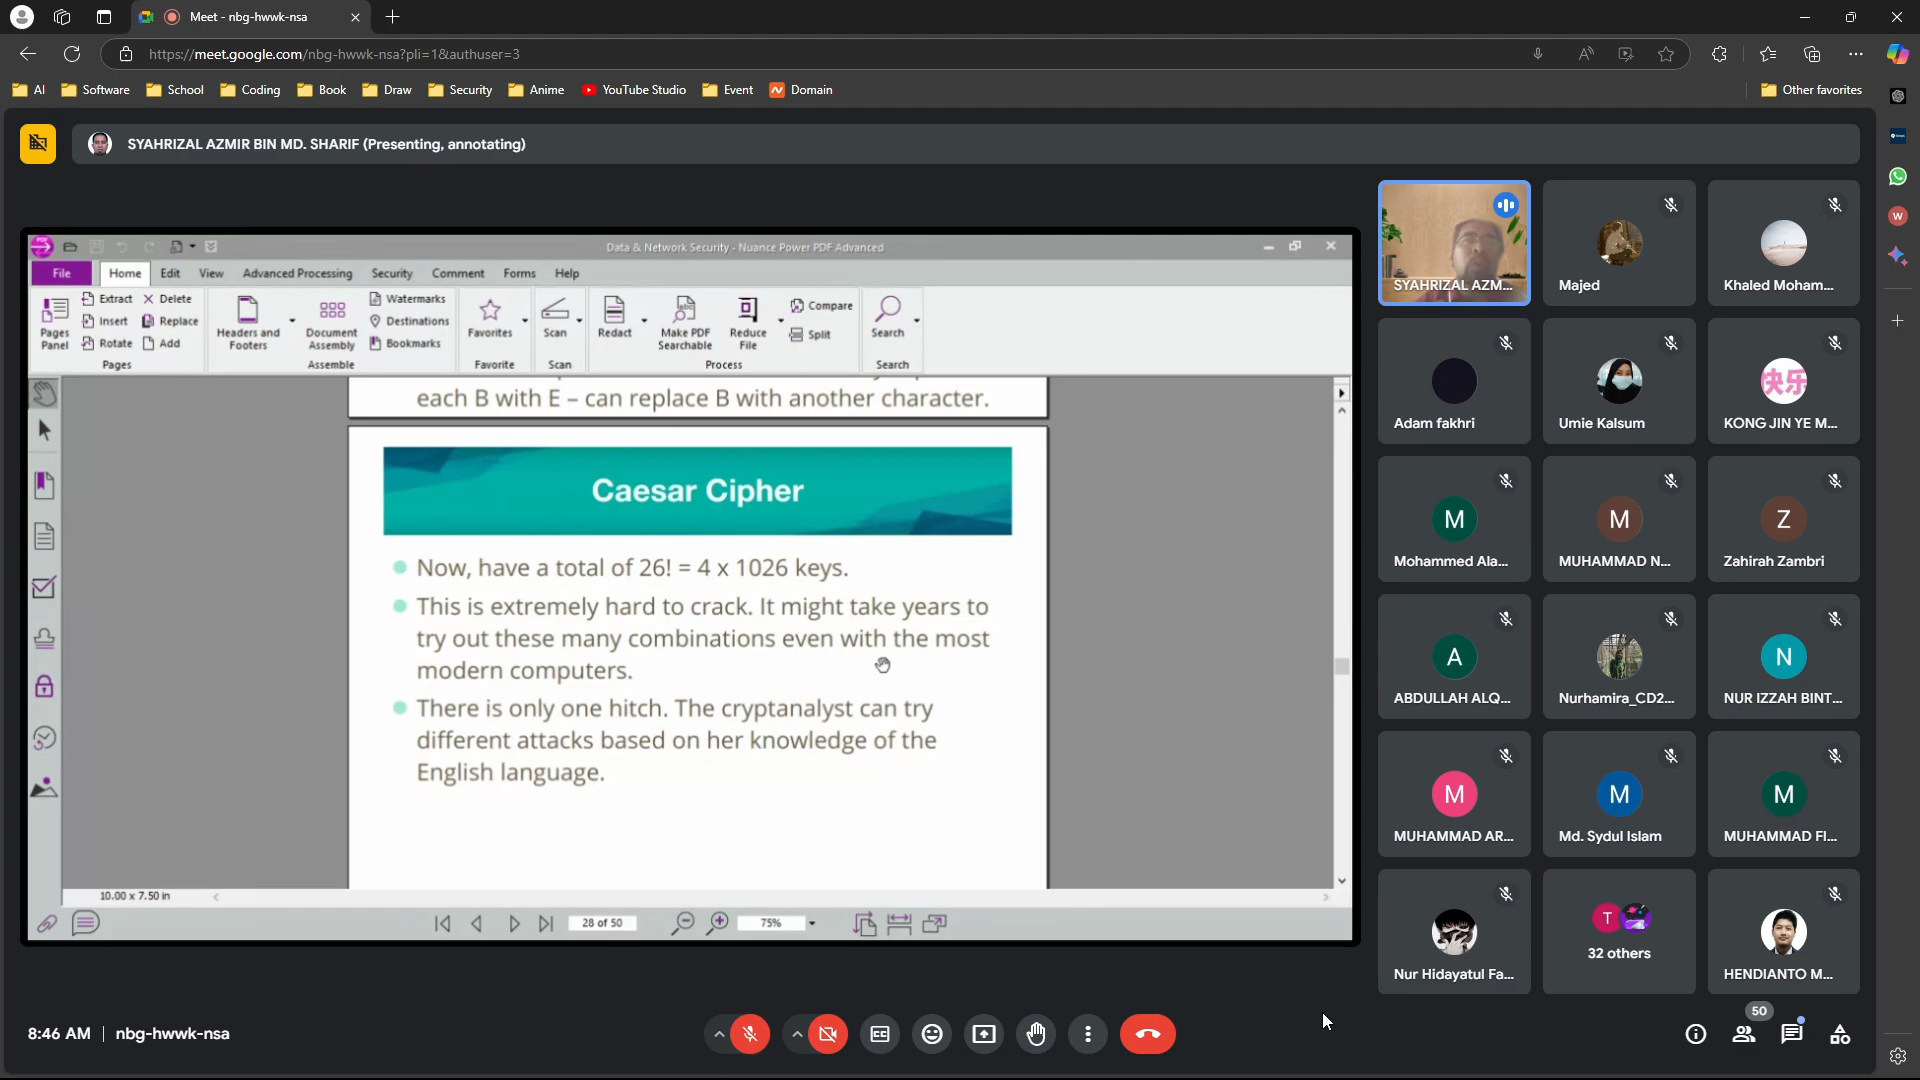 Meet - nbg-hwwk-nsa
https://meet.google.com/nbg-hwwk-nsa?pli=1&authuser=3
AI
Software
School
Coding
Book
Draw
Security
Anime
YouTube Studio
Event
Domain
Other favorites
SYAHRIZAL AZMIR BIN MD. SHARIF (Presenting, annotating)
Data & Network Security - Nuance Power PDF Advanced
File
Home
Edit
View
Advanced Processing
Security
Comment
Forms
Help
Pages Panel
Extract
Delete
Insert
Replace
Rotate
Add
Pages
Headers and Footers
Document Assembly
Watermarks
Destinations
Bookmarks
Assemble
Favorites
Favorite
Scan
Scan
Redact
Make PDF Searchable
Reduce File
Compare
Split
Process
Search
Search
each B with E – can replace B with another character.
Caesar Cipher
Now, have a total of 26! = 4 x 1026 keys.
This is extremely hard to crack. It might take years to
try out these many combinations even with the most
modern computers.
There is only one hitch. The cryptanalyst can try
different attacks based on her knowledge of the
English language.
10.00 x 7.50 in
28 of 50
75%
SYAHRIZAL AZM...
Majed
Khaled Moham...
Adam fakhri
Umie Kalsum
快乐
KONG JIN YE M...
M
Mohammed Ala...
M
MUHAMMAD N...
Z
Zahirah Zambri
A
ABDULLAH ALQ...
Nurhamira_CD2...
N
NUR IZZAH BINT...
M
MUHAMMAD AR...
M
Md. Sydul Islam
M
MUHAMMAD FI...
Nur Hidayatul Fa...
T
32 others
HENDIANTO M...
8:46 AM | nbg-hwwk-nsa
50